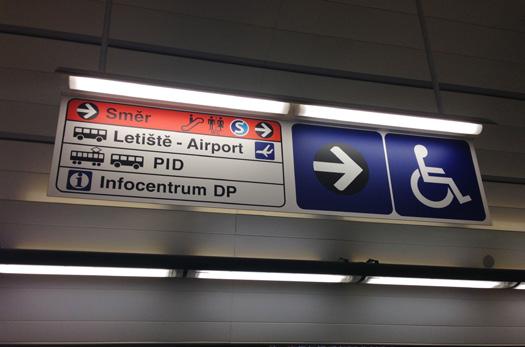 Směr S
Letiště - Airport
PID
i Infocentrum DP